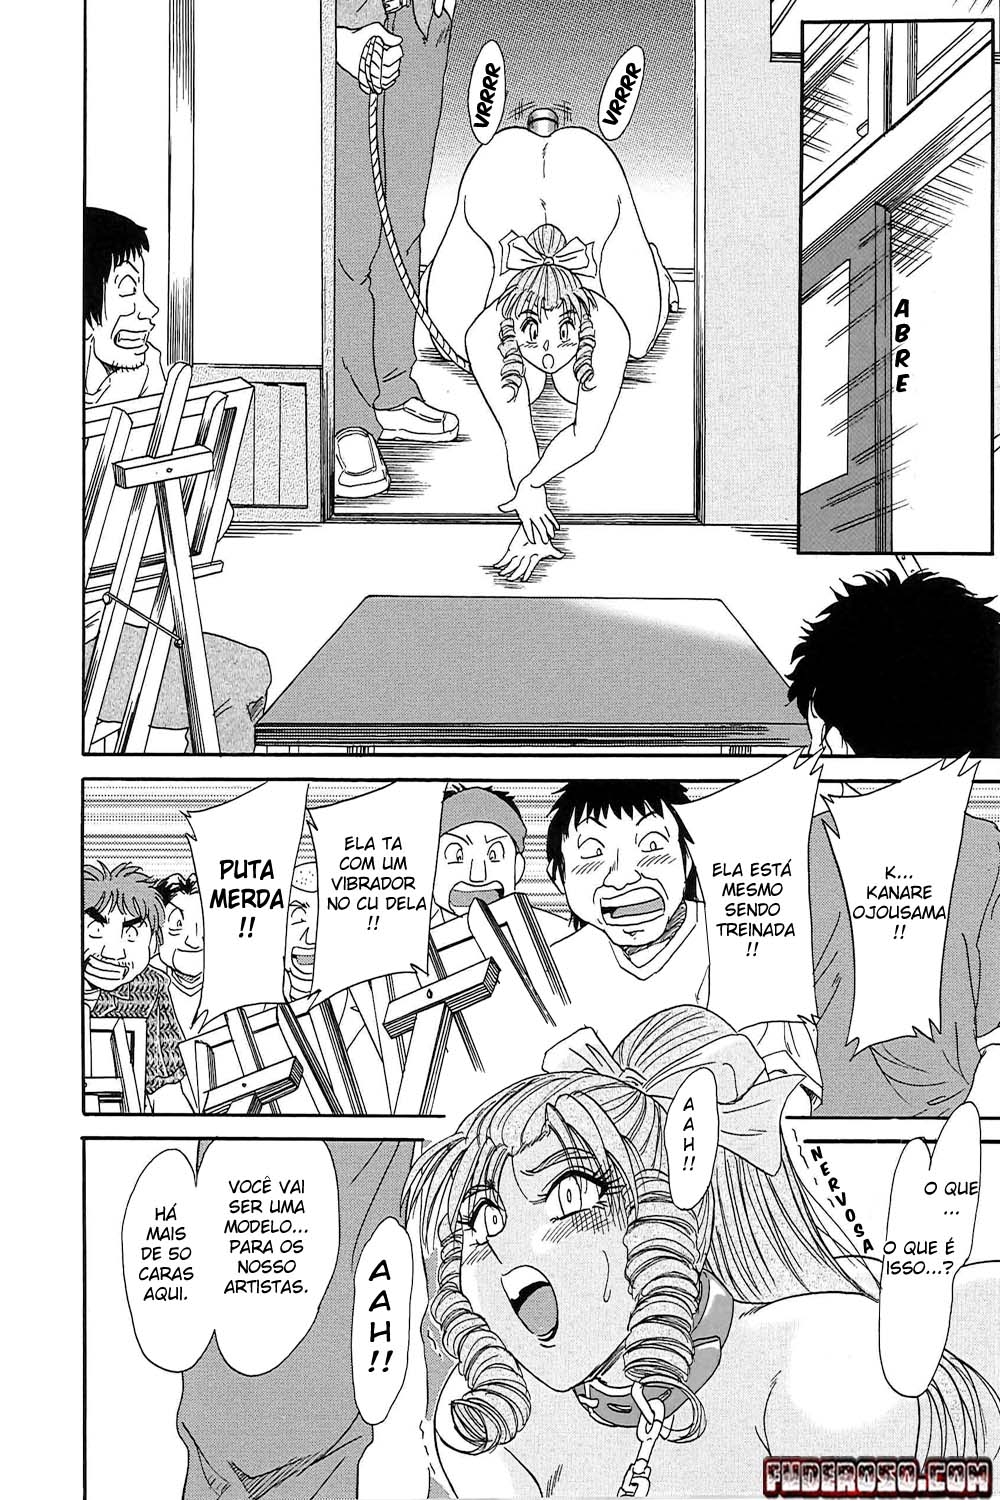 ABRE
VRRRR
VRRRR
K...
KANARE
OJOUSAMA
!!
ELA ESTÁ
MESMO
SENDO
TREINADA
!!
ELA TA
COM UM
VIBRADOR
NO CU DELA
!!
PUTA
MERDA
!!
O QUE
...
O QUE É
ISSO...?
NERVOSA
AAH!!
AAH!!
VOCÊ VAI
SER UMA
MODELO...
PARA OS
NOSSO
ARTISTAS.
HÁ
MAIS
DE 50
CARAS
AQUI.
FUDEROSO.COM